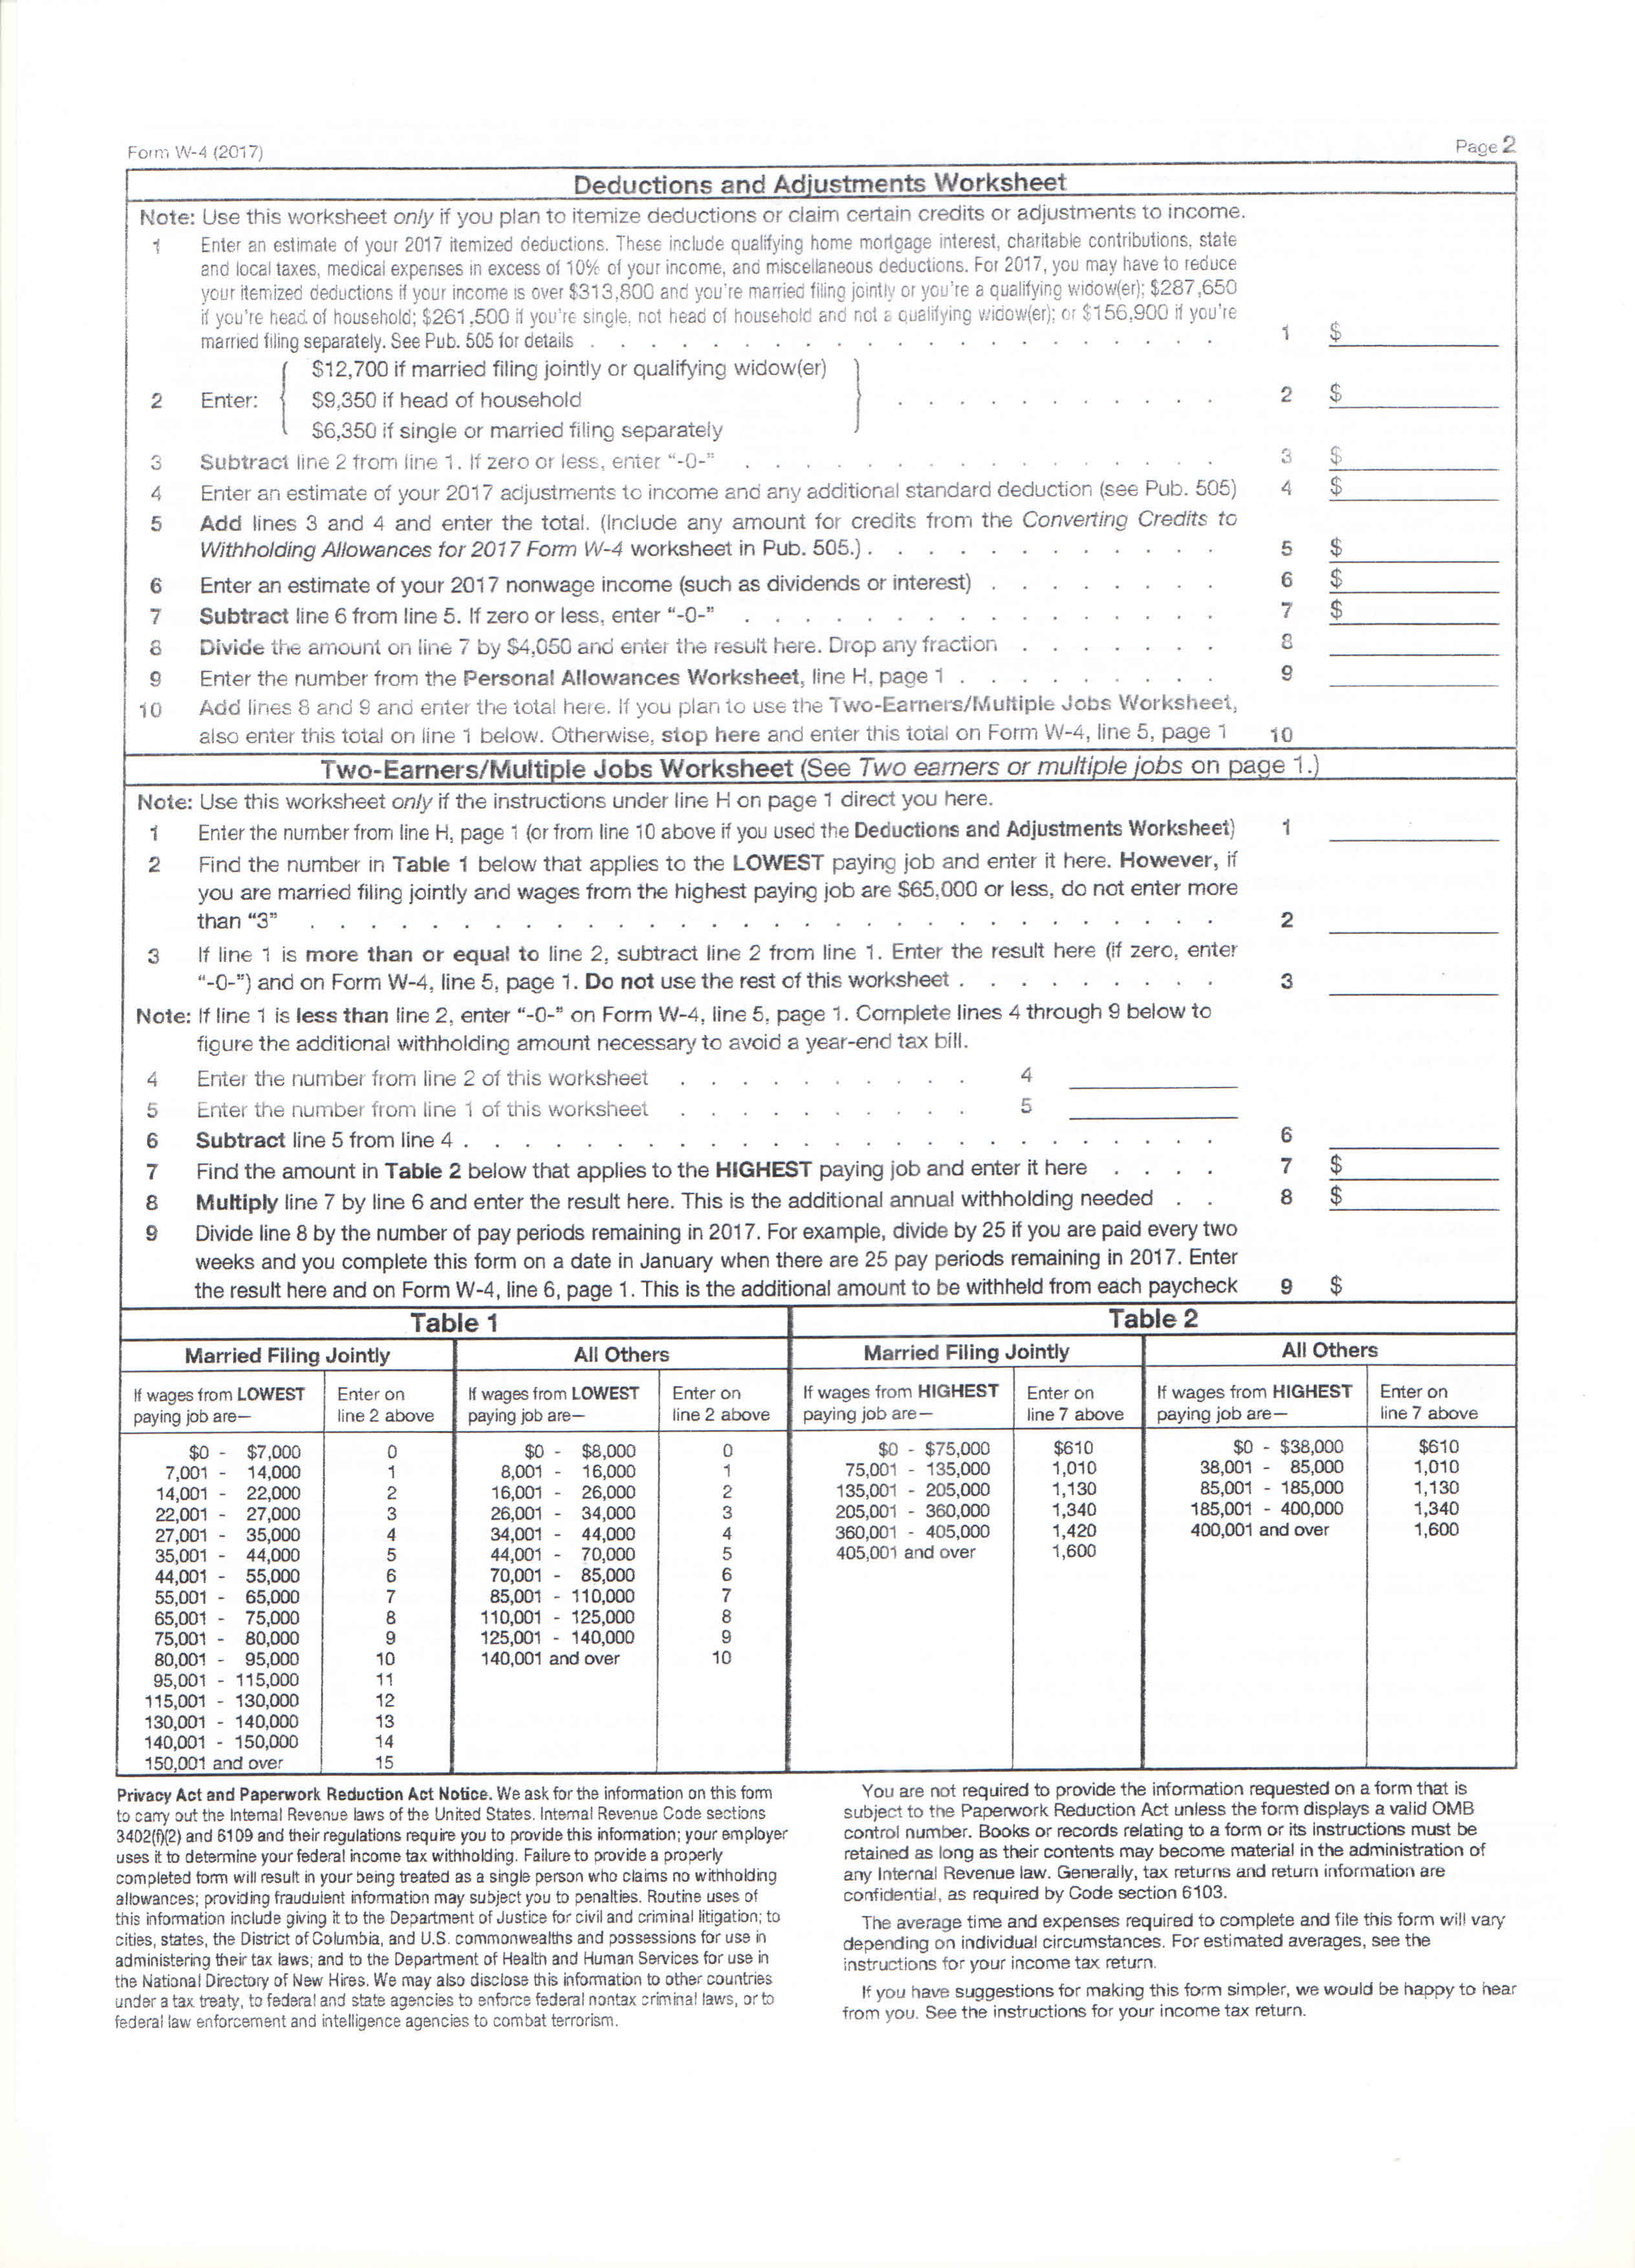 Form W-4 (2017)
Page 2
Deductions and Adjustments Worksheet
Note: Use this worksheet only if you plan to itemize deductions or claim certain credits or adjustments to income.
1 Enter an estimate of your 2017 itemized deductions. These include qualifying home mortgage interest, charitable contributions, state
and local taxes, medical expenses in excess of 10% of your income, and miscellaneous deductions. For 2017, you may have to reduce
your itemized deductions if your income is over $313,800 and you're married filing jointly or you're a qualifying widow(er); $287,650
if you're head of household; $261,500 if you're single, not head of household and not a qualifying widow(er); or $156,900 if you're
married filing separately. See Pub. 505 for details . . . . . . . . . . . . . . . . . 1 $
$12,700 if married filing jointly or qualifying widow(er)
2 Enter: $9,350 if head of household . . . . . . . . . . . 2 $
$6,350 if single or married filing separately
3 Subtract line 2 from line 1. If zero or less, enter "-0-" . . . . . . . . . . . . . . . . 3 $
4 Enter an estimate of your 2017 adjustments to income and any additional standard deduction (see Pub. 505) 4 $
5 Add lines 3 and 4 and enter the total. (Include any amount for credits from the Converting Credits to
Withholding Allowances for 2017 Form W-4 worksheet in Pub. 505.) . . . . . . . . . . . . 5 $
6 Enter an estimate of your 2017 nonwage income (such as dividends or interest) . . . . . . . . 6 $
7 Subtract line 6 from line 5. If zero or less, enter "-0-" . . . . . . . . . . . . . . . . 7 $
8 Divide the amount on line 7 by $4,050 and enter the result here. Drop any fraction . . . . . . . 8
9 Enter the number from the Personal Allowances Worksheet, line H, page 1 . . . . . . . . . 9
10 Add lines 8 and 9 and enter the total here. If you plan to use the Two-Earners/Multiple Jobs Worksheet,
also enter this total on line 1 below. Otherwise, stop here and enter this total on Form W-4, line 5, page 1 10
Two-Earners/Multiple Jobs Worksheet (See Two earners or multiple jobs on page 1.)
Note: Use this worksheet only if the instructions under line H on page 1 direct you here.
1 Enter the number from line H, page 1 (or from line 10 above if you used the Deductions and Adjustments Worksheet) 1
2 Find the number in Table 1 below that applies to the LOWEST paying job and enter it here. However, if
you are married filing jointly and wages from the highest paying job are $65,000 or less, do not enter more
than "3" . . . . . . . . . . . . . . . . . . . . . . . . . . . . . . 2
3 If line 1 is more than or equal to line 2, subtract line 2 from line 1. Enter the result here (if zero, enter
"-0-") and on Form W-4, line 5, page 1. Do not use the rest of this worksheet . . . . . . . . . 3
Note: If line 1 is less than line 2, enter "-0-" on Form W-4, line 5, page 1. Complete lines 4 through 9 below to
figure the additional withholding amount necessary to avoid a year-end tax bill.
4 Enter the number from line 2 of this worksheet . . . . . . . . . . 4
5 Enter the number from line 1 of this worksheet . . . . . . . . . . 5
6 Subtract line 5 from line 4 . . . . . . . . . . . . . . . . . . . . . . . . . 6
7 Find the amount in Table 2 below that applies to the HIGHEST paying job and enter it here . . . . 7 $
8 Multiply line 7 by line 6 and enter the result here. This is the additional annual withholding needed . . 8 $
9 Divide line 8 by the number of pay periods remaining in 2017. For example, divide by 25 if you are paid every two
weeks and you complete this form on a date in January when there are 25 pay periods remaining in 2017. Enter
the result here and on Form W-4, line 6, page 1. This is the additional amount to be withheld from each paycheck 9 $
Table 1 Table 2
Married Filing Jointly All Others Married Filing Jointly All Others
If wages from LOWEST Enter on If wages from LOWEST Enter on If wages from HIGHEST Enter on If wages from HIGHEST Enter on
paying job are— line 2 above paying job are— line 2 above paying job are— line 7 above paying job are— line 7 above
$0 - $7,000 0 $0 - $8,000 0 $0 - $75,000 $610 $0 - $38,000 $610
7,001 - 14,000 1 8,001 - 16,000 1 75,001 - 135,000 1,010 38,001 - 85,000 1,010
14,001 - 22,000 2 16,001 - 26,000 2 135,001 - 205,000 1,130 85,001 - 185,000 1,130
22,001 - 27,000 3 26,001 - 34,000 3 205,001 - 360,000 1,340 185,001 - 400,000 1,340
27,001 - 35,000 4 34,001 - 44,000 4 360,001 - 405,000 1,420 400,001 and over 1,600
35,001 - 44,000 5 44,001 - 70,000 5 405,001 and over 1,600
44,001 - 55,000 6 70,001 - 85,000 6
55,001 - 65,000 7 85,001 - 110,000 7
65,001 - 75,000 8 110,001 - 125,000 8
75,001 - 80,000 9 125,001 - 140,000 9
80,001 - 95,000 10 140,001 and over 10
95,001 - 115,000 11
115,001 - 130,000 12
130,001 - 140,000 13
140,001 - 150,000 14
150,001 and over 15
Privacy Act and Paperwork Reduction Act Notice. We ask for the information on this form
to carry out the Internal Revenue laws of the United States. Internal Revenue Code sections
3402(f)(2) and 6109 and their regulations require you to provide this information; your employer
uses it to determine your federal income tax withholding. Failure to provide a properly
completed form will result in your being treated as a single person who claims no withholding
allowances; providing fraudulent information may subject you to penalties. Routine uses of
this information include giving it to the Department of Justice for civil and criminal litigation; to
cities, states, the District of Columbia, and U.S. commonwealths and possessions for use in
administering their tax laws; and to the Department of Health and Human Services for use in
the National Directory of New Hires. We may also disclose this information to other countries
under a tax treaty, to federal and state agencies to enforce federal nontax criminal laws, or to
federal law enforcement and intelligence agencies to combat terrorism.
You are not required to provide the information requested on a form that is
subject to the Paperwork Reduction Act unless the form displays a valid OMB
control number. Books or records relating to a form or its instructions must be
retained as long as their contents may become material in the administration of
any Internal Revenue law. Generally, tax returns and return information are
confidential, as required by Code section 6103.
The average time and expenses required to complete and file this form will vary
depending on individual circumstances. For estimated averages, see the
instructions for your income tax return.
If you have suggestions for making this form simpler, we would be happy to hear
from you. See the instructions for your income tax return.